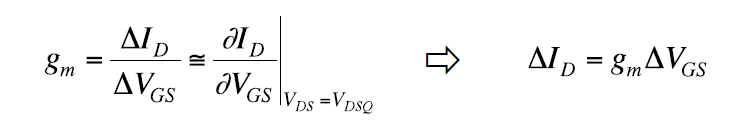 g_m = ΔI_D / ΔV_GS ≅ ∂I_D / ∂V_GS |_{V_DS = V_DSQ} ⇨ ΔI_D = g_m ΔV_GS